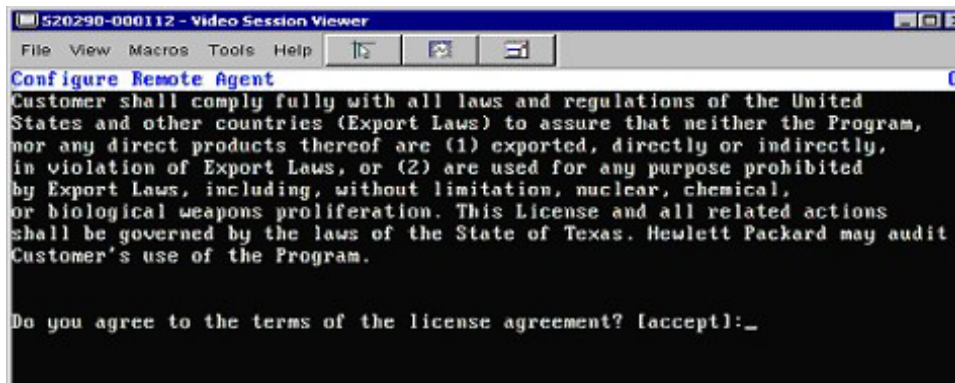 520290-000112 - Video Session Viewer
File View Macros Tools Help
Configure Remote Agent
Customer shall comply fully with all laws and regulations of the United
States and other countries (Export Laws) to assure that neither the Program,
nor any direct products thereof are (1) exported, directly or indirectly,
in violation of Export Laws, or (2) are used for any purpose prohibited
by Export Laws, including, without limitation, nuclear, chemical,
or biological weapons proliferation. This License and all related actions
shall be governed by the laws of the State of Texas. Hewlett Packard may audit
Customer's use of the Program.
Do you agree to the terms of the license agreement? [accept]:_